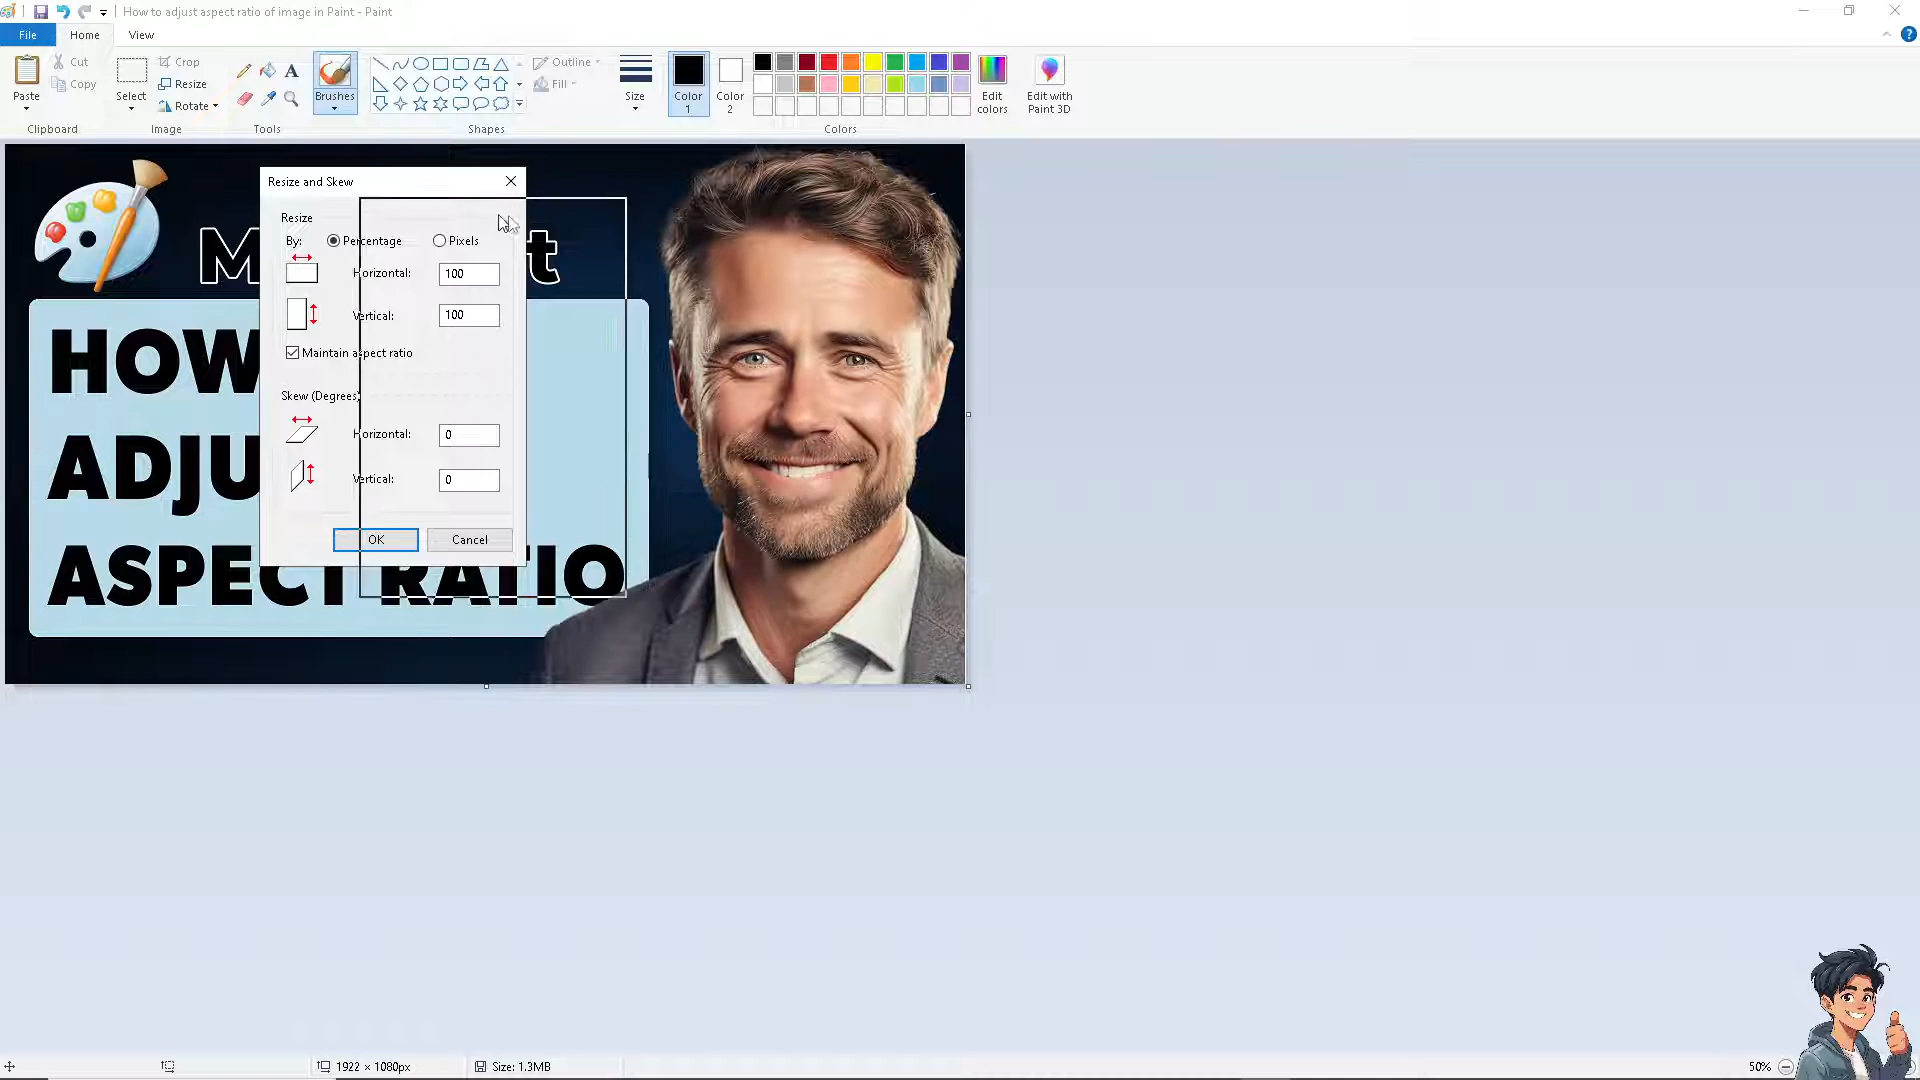 How to adjust aspect ratio of image in Paint - Paint
File Home View
Paste
Cut
Copy
Clipboard
Select
Crop
Resize
Rotate
Image
A
Tools
Brushes
Shapes
Outline
Fill
Size
Color 1
Color 2
Colors
Edit colors
Edit with Paint 3D
Resize and Skew
Resize
By: Percentage Pixels
Horizontal: 100
Vertical: 100
Maintain aspect ratio
Skew (Degrees)
Horizontal: 0
Vertical: 0
OK Cancel
HOW
ADJU
ASPECT RATIO
1922 × 1080px
Size: 1.3MB
50%